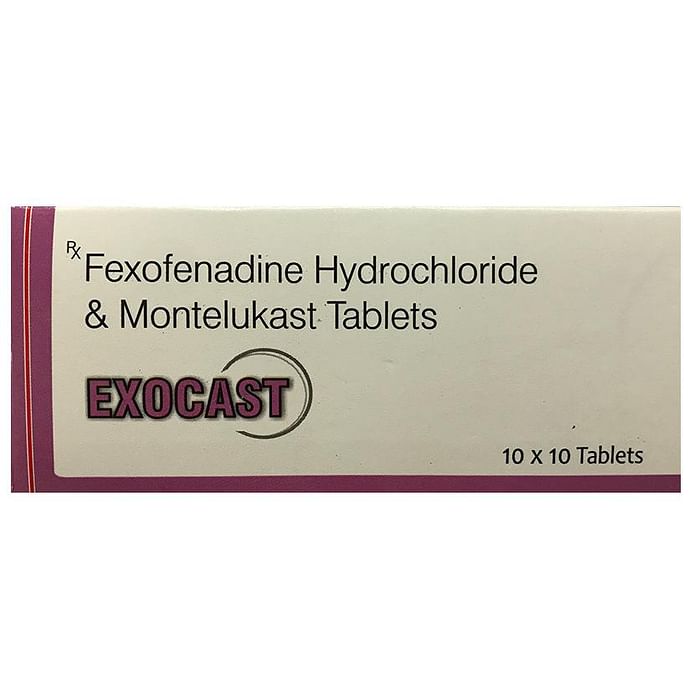 Rx Fexofenadine Hydrochloride
& Montelukast Tablets
EXOCAST
10 x 10 Tablets